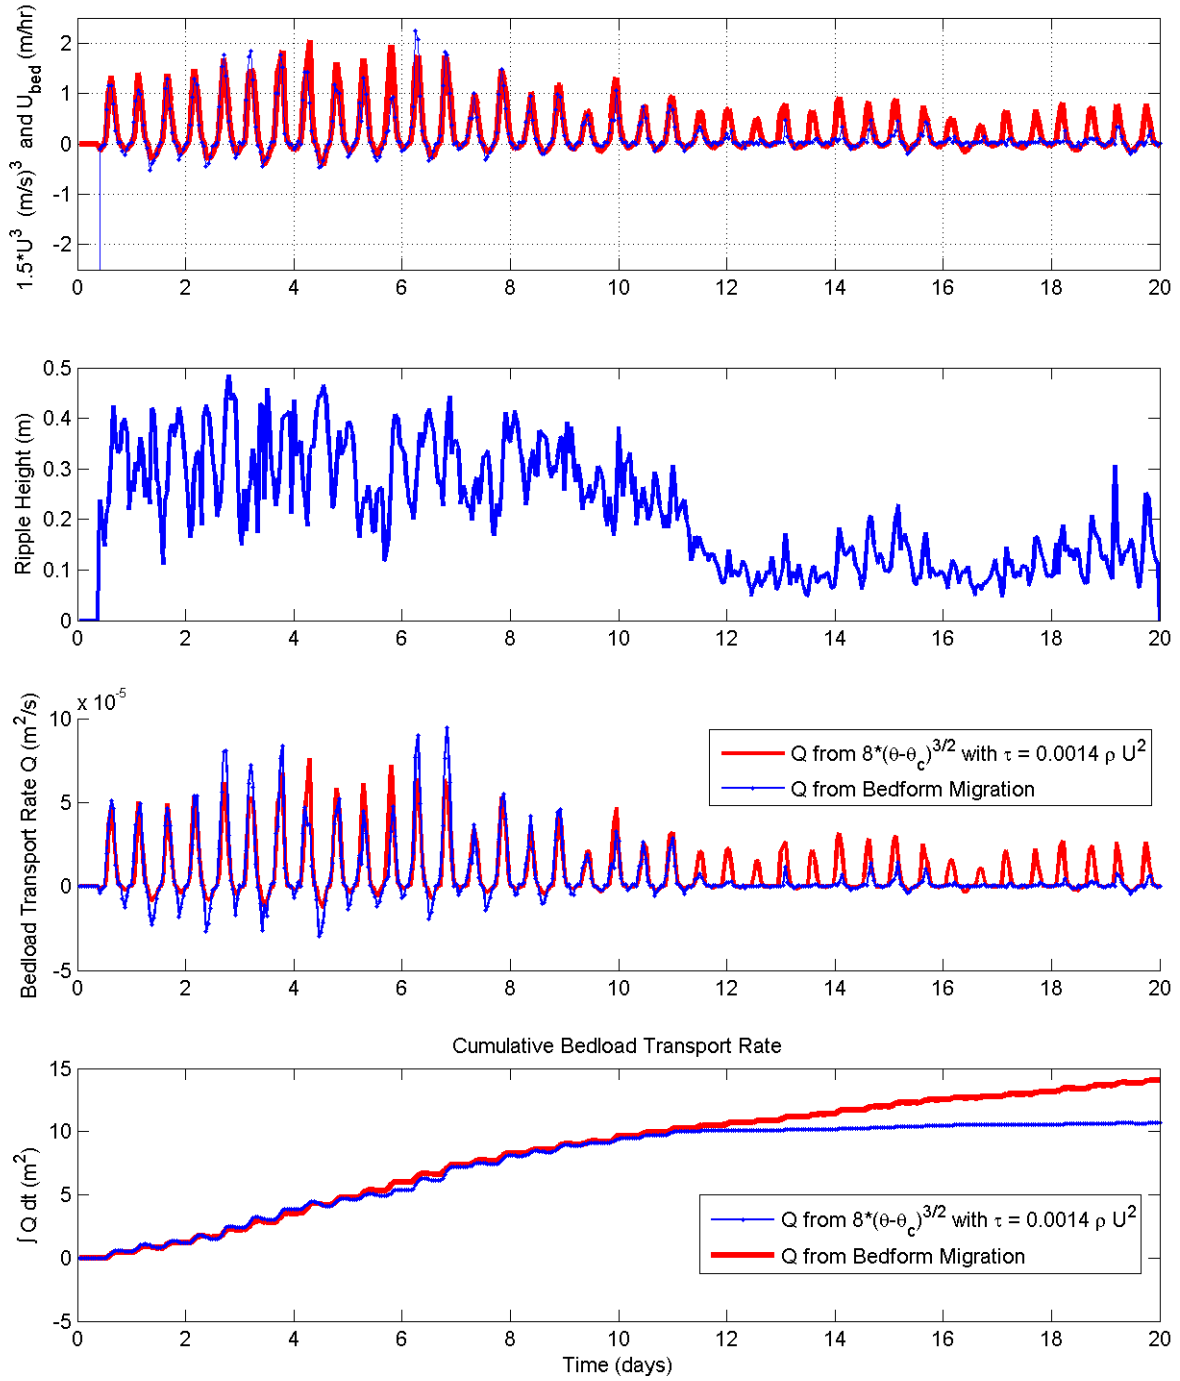 1.5*U³ (m/s)³ and U_bed (m/hr)
2
1
0
-1
-2
0 2 4 6 8 10 12 14 16 18 20
Ripple Height (m)
0.5
0.4
0.3
0.2
0.1
0
0 2 4 6 8 10 12 14 16 18 20
x 10⁻⁵
Bedload Transport Rate Q (m²/s)
10
5
0
-5
Q from 8*(θ-θ_c)^3/2 with τ = 0.0014 ρ U²
Q from Bedform Migration
0 2 4 6 8 10 12 14 16 18 20
Cumulative Bedload Transport Rate
∫ Q dt (m²)
15
10
5
0
-5
Q from 8*(θ-θ_c)^3/2 with τ = 0.0014 ρ U²
Q from Bedform Migration
0 2 4 6 8 10 12 14 16 18 20
Time (days)